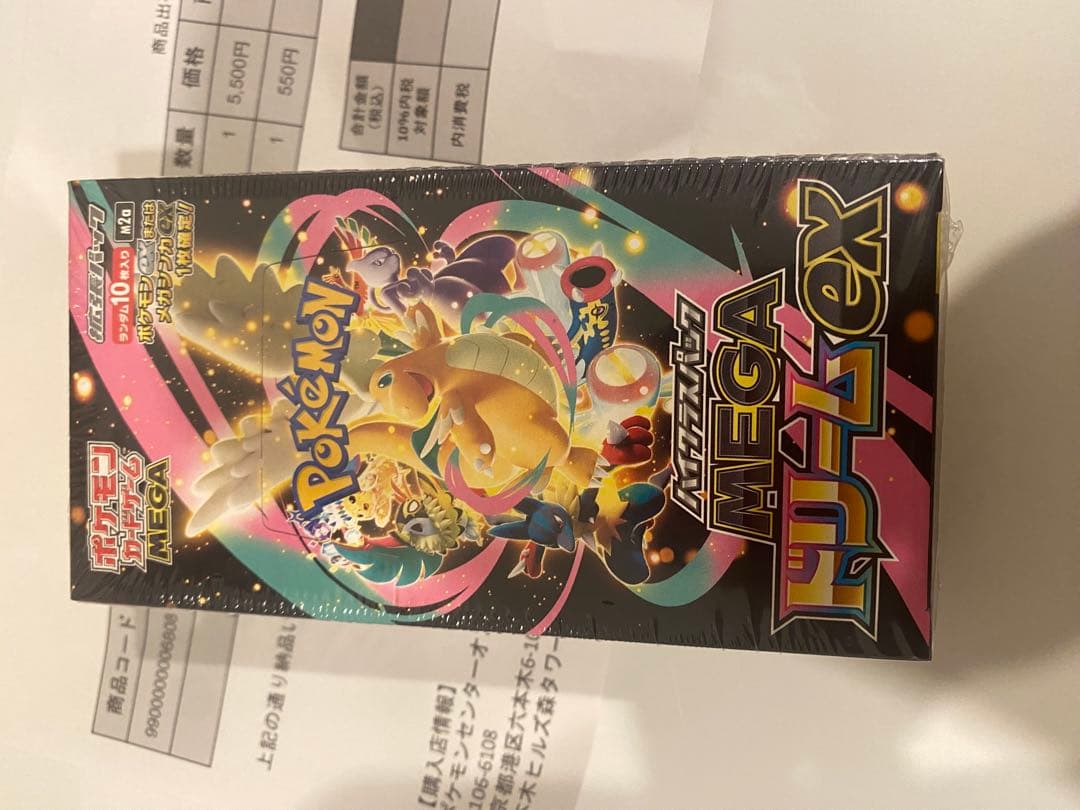 ポケモン
カードゲーム
MEGA
拡張パック
ランダム10枚入り
M2a
ポケモンexまたは
メガシンカex
1枚確定!!
POKéMON
ハイクラスパック
MEGA
ドリームex
商品出
数量
価格
1
5,500円
1
550円
合計金額
(税込)
10%内税
対象額
内消費税
商品コード
9900000006608
上記の通り納品し
【購入店情報】
ポケモンセンターオ
106-6108
京都港区六本木6-10
本木ヒルズ森タワー